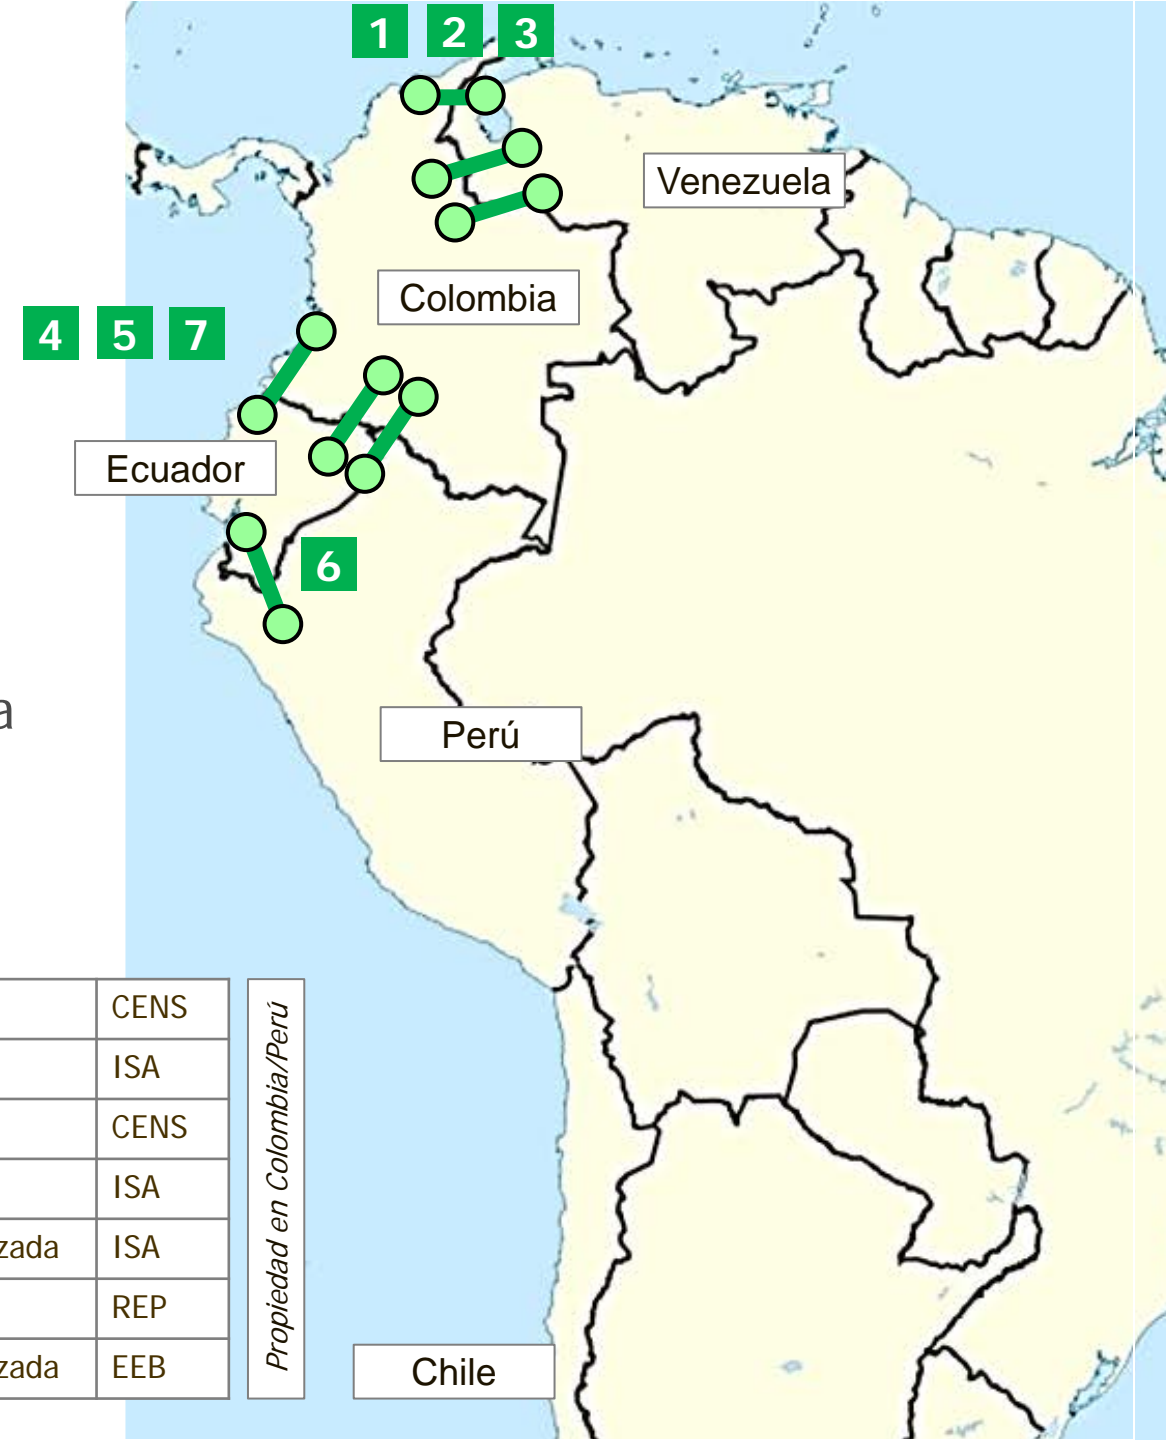 1 2 3
Venezuela
Colombia
4 5 7
Ecuador
6
a
Perú
CENS
ISA
CENS
ISA
zada ISA
REP
zada EEB
Propiedad en Colombia/Perú
Chile